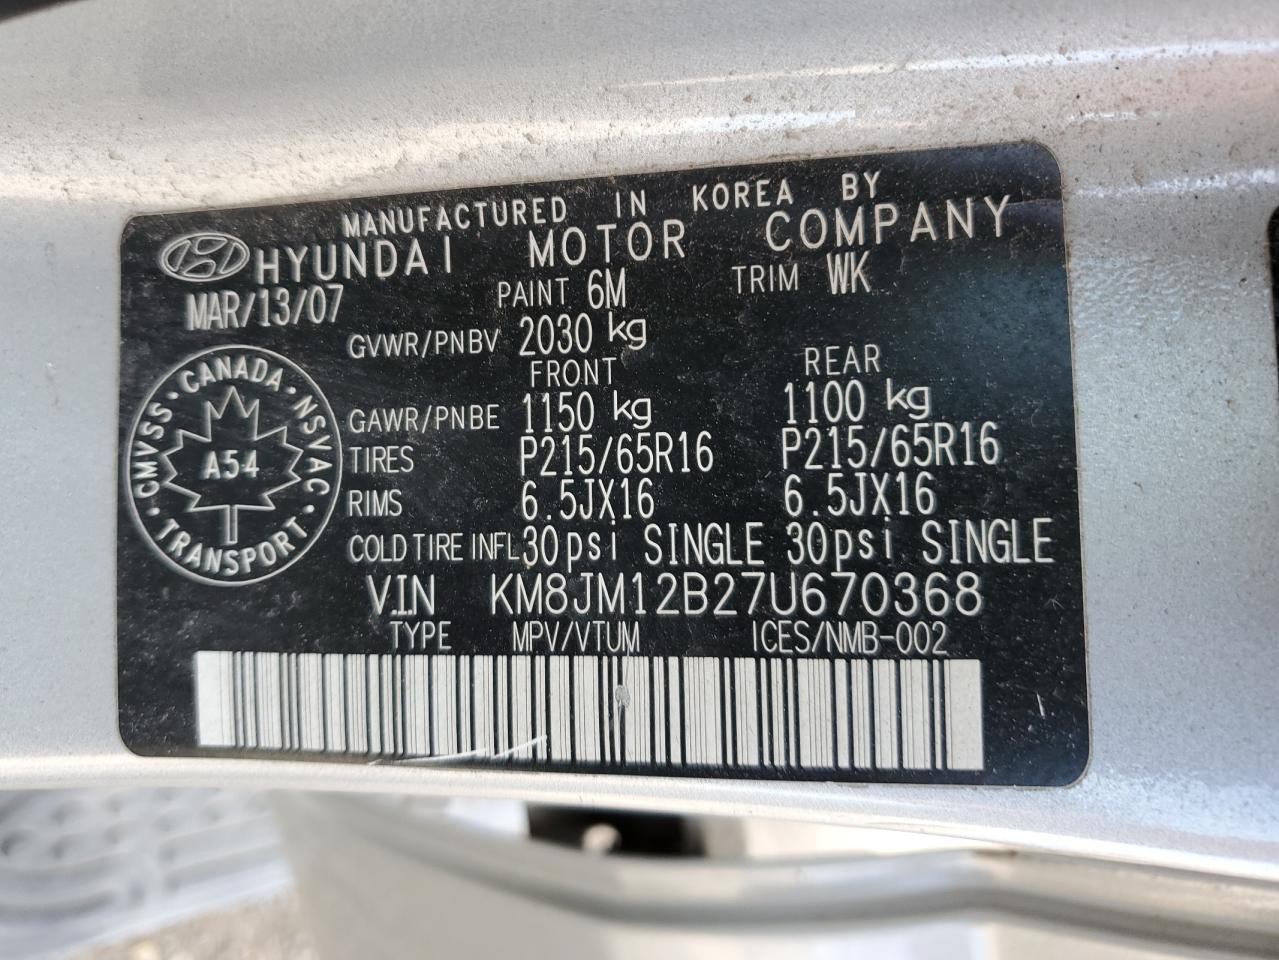 MANUFACTURED IN KOREA BY
HYUNDAI MOTOR COMPANY
MAR/13/07 PAINT 6M TRIM WK
GVWR/PNBV 2030 kg
FRONT REAR
GAWR/PNBE 1150 kg 1100 kg
TIRES P215/65R16 P215/65R16
RIMS 6.5JX16 6.5JX16
COLD TIRE INFL 30psi SINGLE 30psi SINGLE
V.I.N KM8JM12B27U670368
TYPE MPV/VTUM ICES/NMB-002
CMVSS · CANADA · NSVAC · TRANSPORT ·
A54